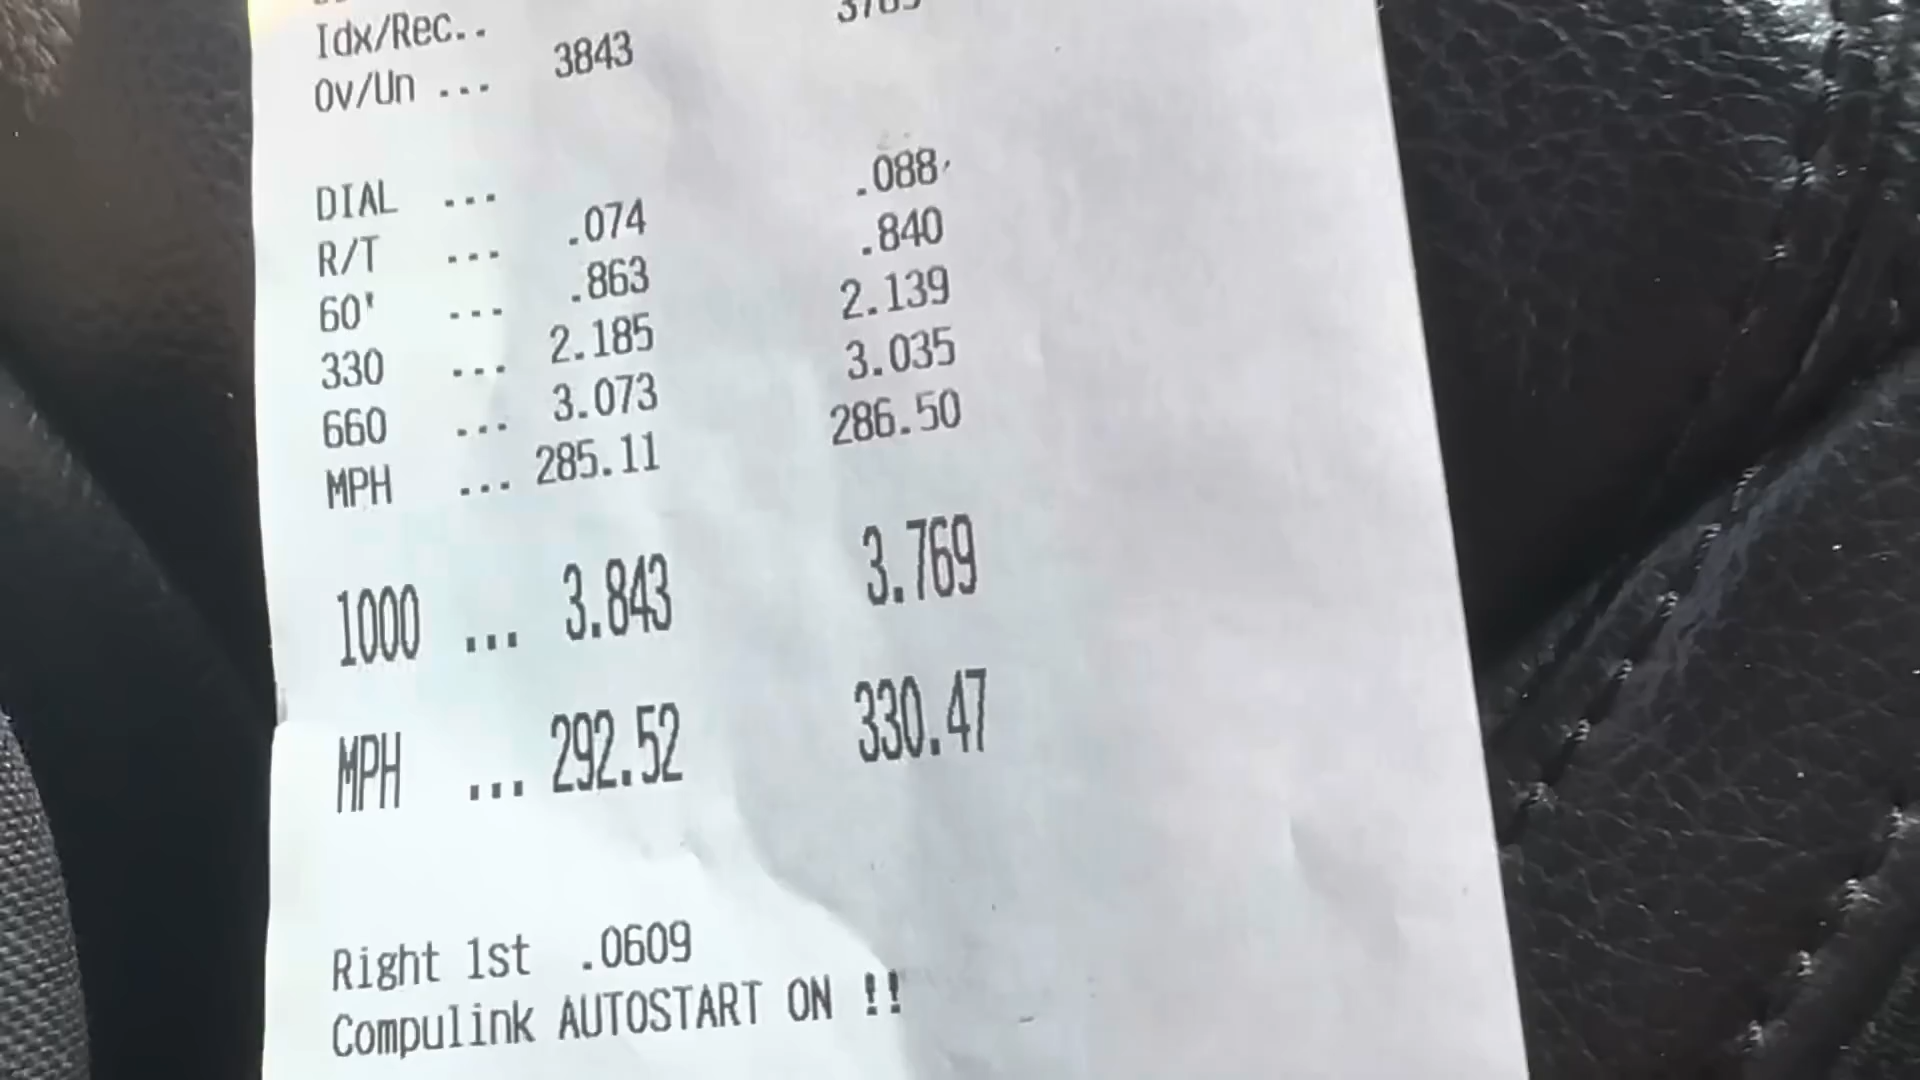 Idx/Rec..
Ov/Un ... 3843
DIAL ...
R/T ... .074 .088
60' ... .863 .840
330 ... 2.185 2.139
660 ... 3.073 3.035
MPH ... 285.11 286.50
1000 ... 3.843 3.769
MPH ... 292.52 330.47
Right 1st .0609
Compulink AUTOSTART ON !!